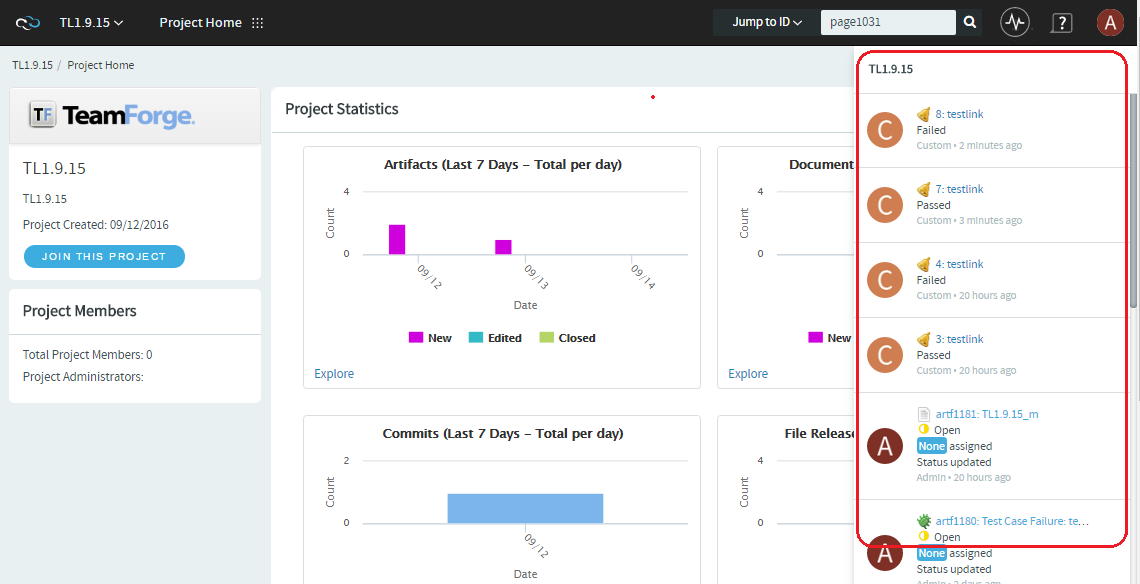 TL1.9.15
Project Home
Jump to ID
page1031
?
A
TL1.9.15 / Project Home
TF TeamForge.
TL1.9.15
TL1.9.15
Project Created: 09/12/2016
JOIN THIS PROJECT
Project Members
Total Project Members: 0
Project Administrators:
Project Statistics
Artifacts (Last 7 Days – Total per day)
Count
4
0
09/12
09/13
09/14
Date
New
Edited
Closed
Explore
Document
Count
4
0
New
Explore
Commits (Last 7 Days – Total per day)
Count
2
0
09/12
Date
File Release
Count
4
0
TL1.9.15
C
8: testlink
Failed
Custom • 2 minutes ago
C
7: testlink
Passed
Custom • 3 minutes ago
C
4: testlink
Failed
Custom • 20 hours ago
C
3: testlink
Passed
Custom • 20 hours ago
A
artf1181: TL1.9.15_m
Open
None assigned
Status updated
Admin • 20 hours ago
A
artf1180: Test Case Failure: te...
Open
None assigned
Status updated
Admin • 2 days ago